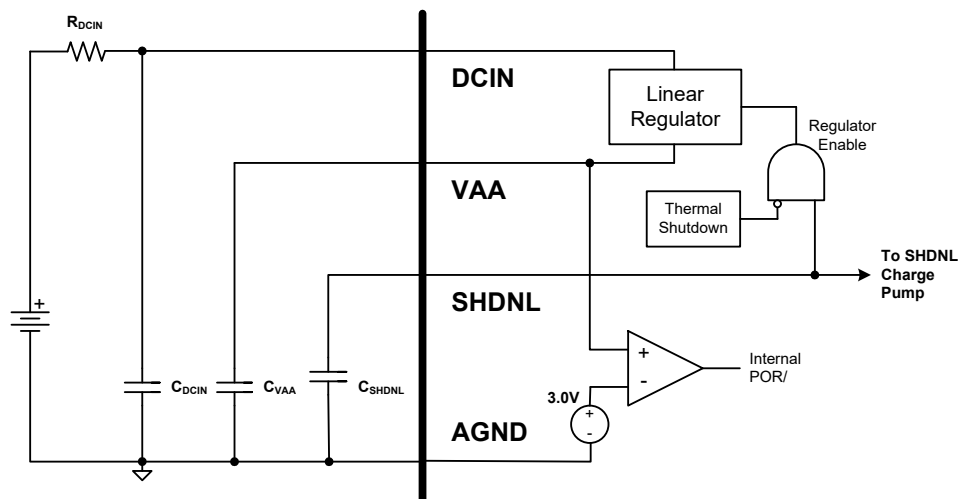 RDCIN
DCIN
Linear
Regulator
Regulator
Enable
VAA
Thermal
Shutdown
To SHDNL
Charge
Pump
SHDNL
+
+
-
Internal
POR/
CDCIN
CVAA
CSHDNL
3.0V
+
-
AGND